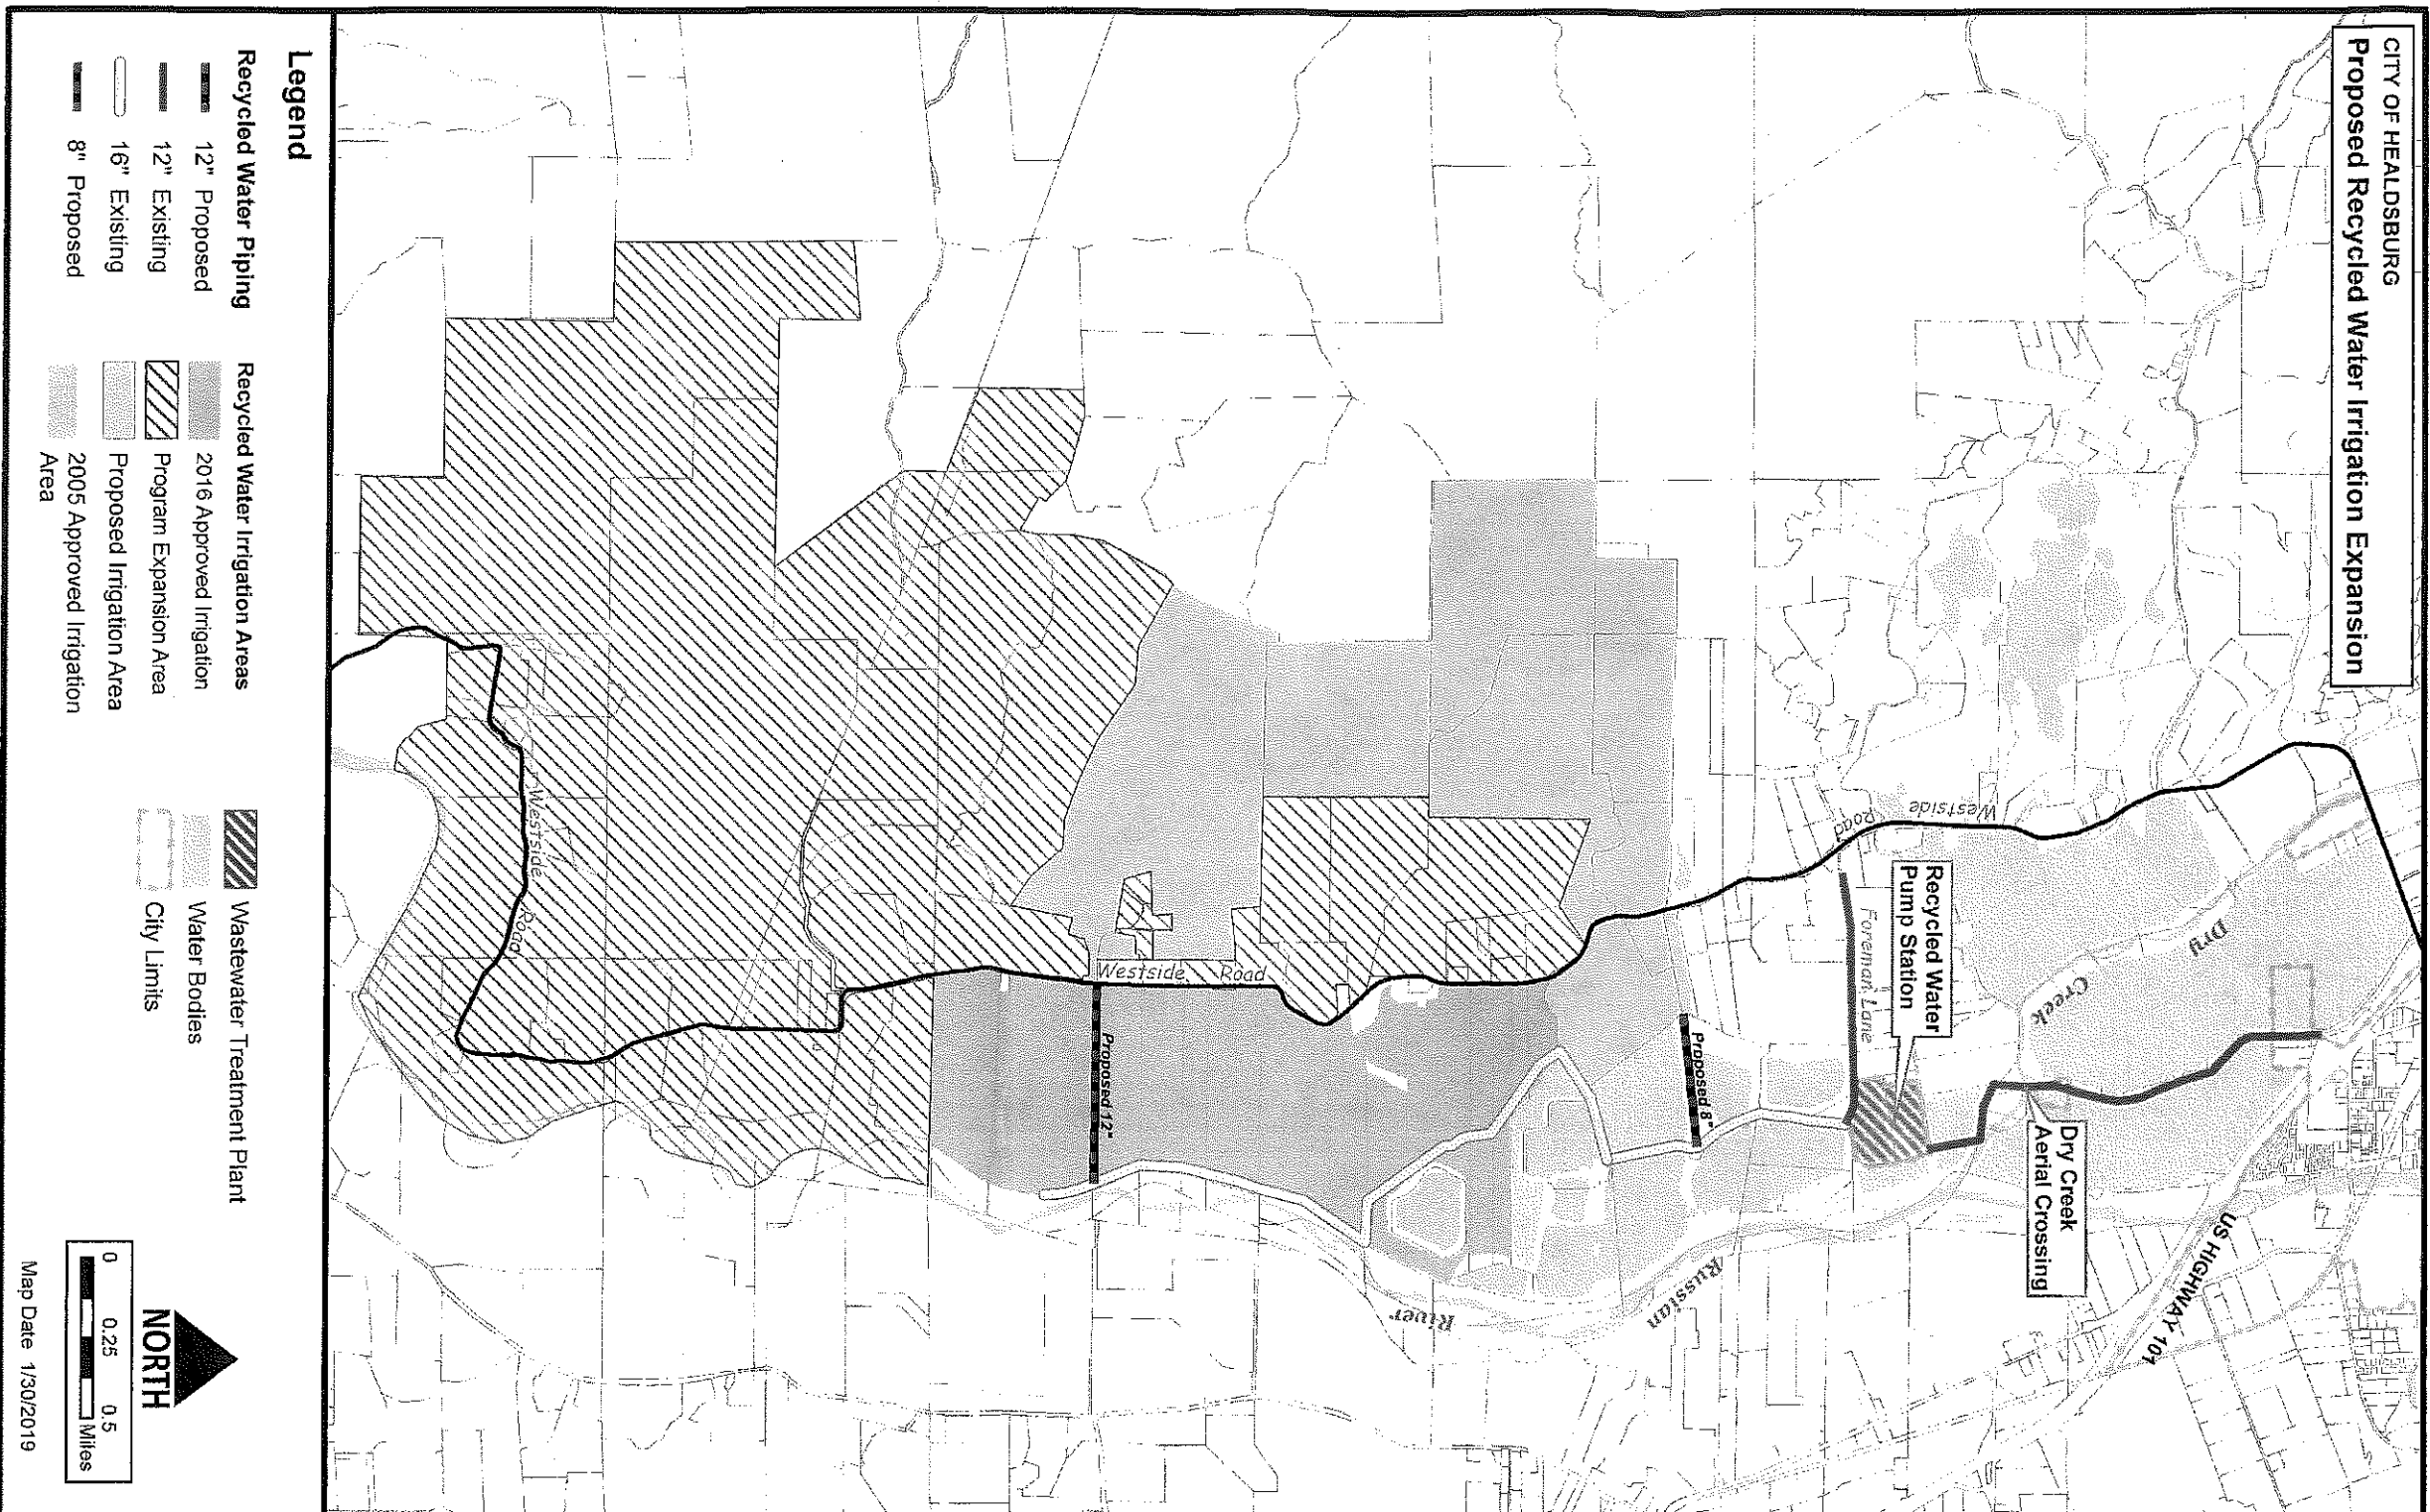 CITY OF HEALDSBURG
Proposed Recycled Water Irrigation Expansion
US HIGHWAY 101
Dry
Creek
Dry Creek
Aerial Crossing
Recycled Water
Pump Station
Westside
Road
Foreman Lane
Proposed 8"
Russian
River
Westside Road
Proposed 12"
Westside
Road
Legend
Recycled Water Piping
12" Proposed
12" Existing
16" Existing
8" Proposed
Recycled Water Irrigation Areas
2016 Approved Irrigation
Program Expansion Area
Proposed Irrigation Area
2005 Approved Irrigation
Area
Wastewater Treatment Plant
Water Bodies
City Limits
NORTH
0 0.25 0.5
Miles
Map Date 1/30/2019